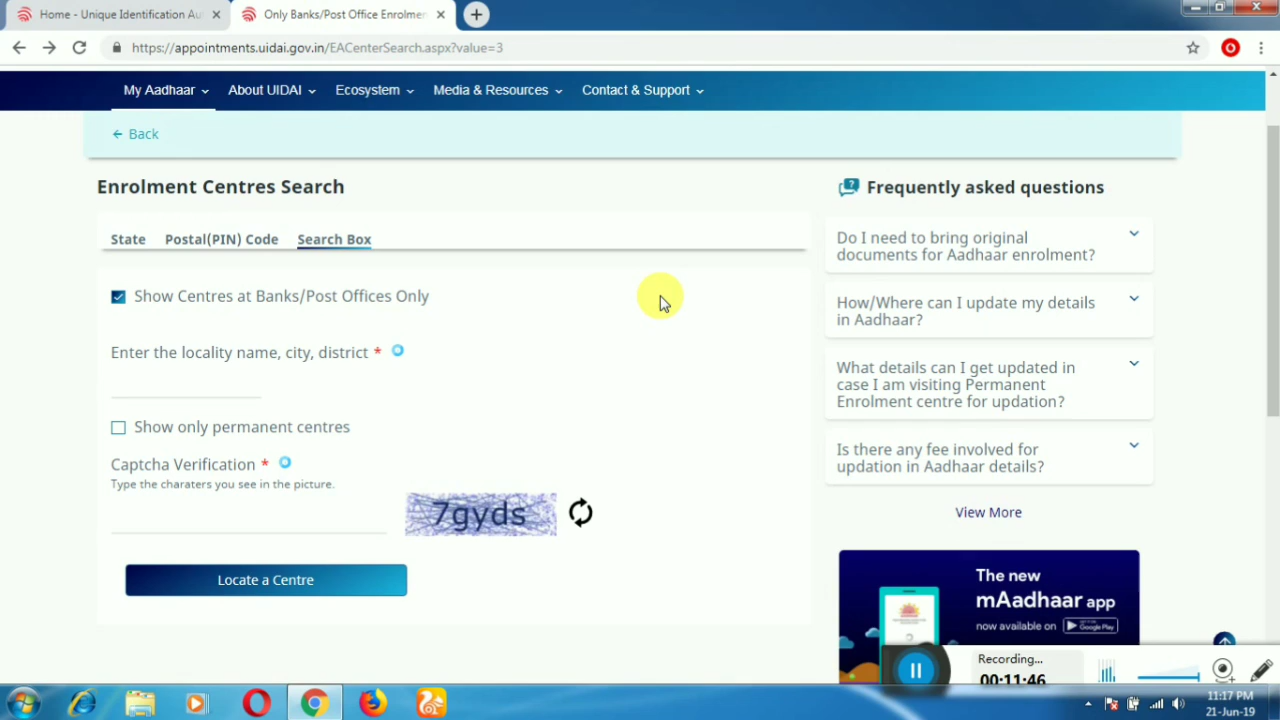 Home - Unique Identification Au
Only Banks/Post Office Enrolmen
https://appointments.uidai.gov.in/EACenterSearch.aspx?value=3
My Aadhaar
About UIDAI
Ecosystem
Media & Resources
Contact & Support
Back
Enrolment Centres Search
State
Postal(PIN) Code
Search Box
Show Centres at Banks/Post Offices Only
Enter the locality name, city, district *
Show only permanent centres
Captcha Verification *
Type the charaters you see in the picture.
7gyds
Locate a Centre
Frequently asked questions
Do I need to bring original
documents for Aadhaar enrolment?
How/Where can I update my details
in Aadhaar?
What details can I get updated in
case I am visiting Permanent
Enrolment centre for updation?
Is there any fee involved for
updation in Aadhaar details?
View More
The new
mAadhaar app
now available on
Google Play
Recording...
00:11:46
11:17 PM
21-Jun-19